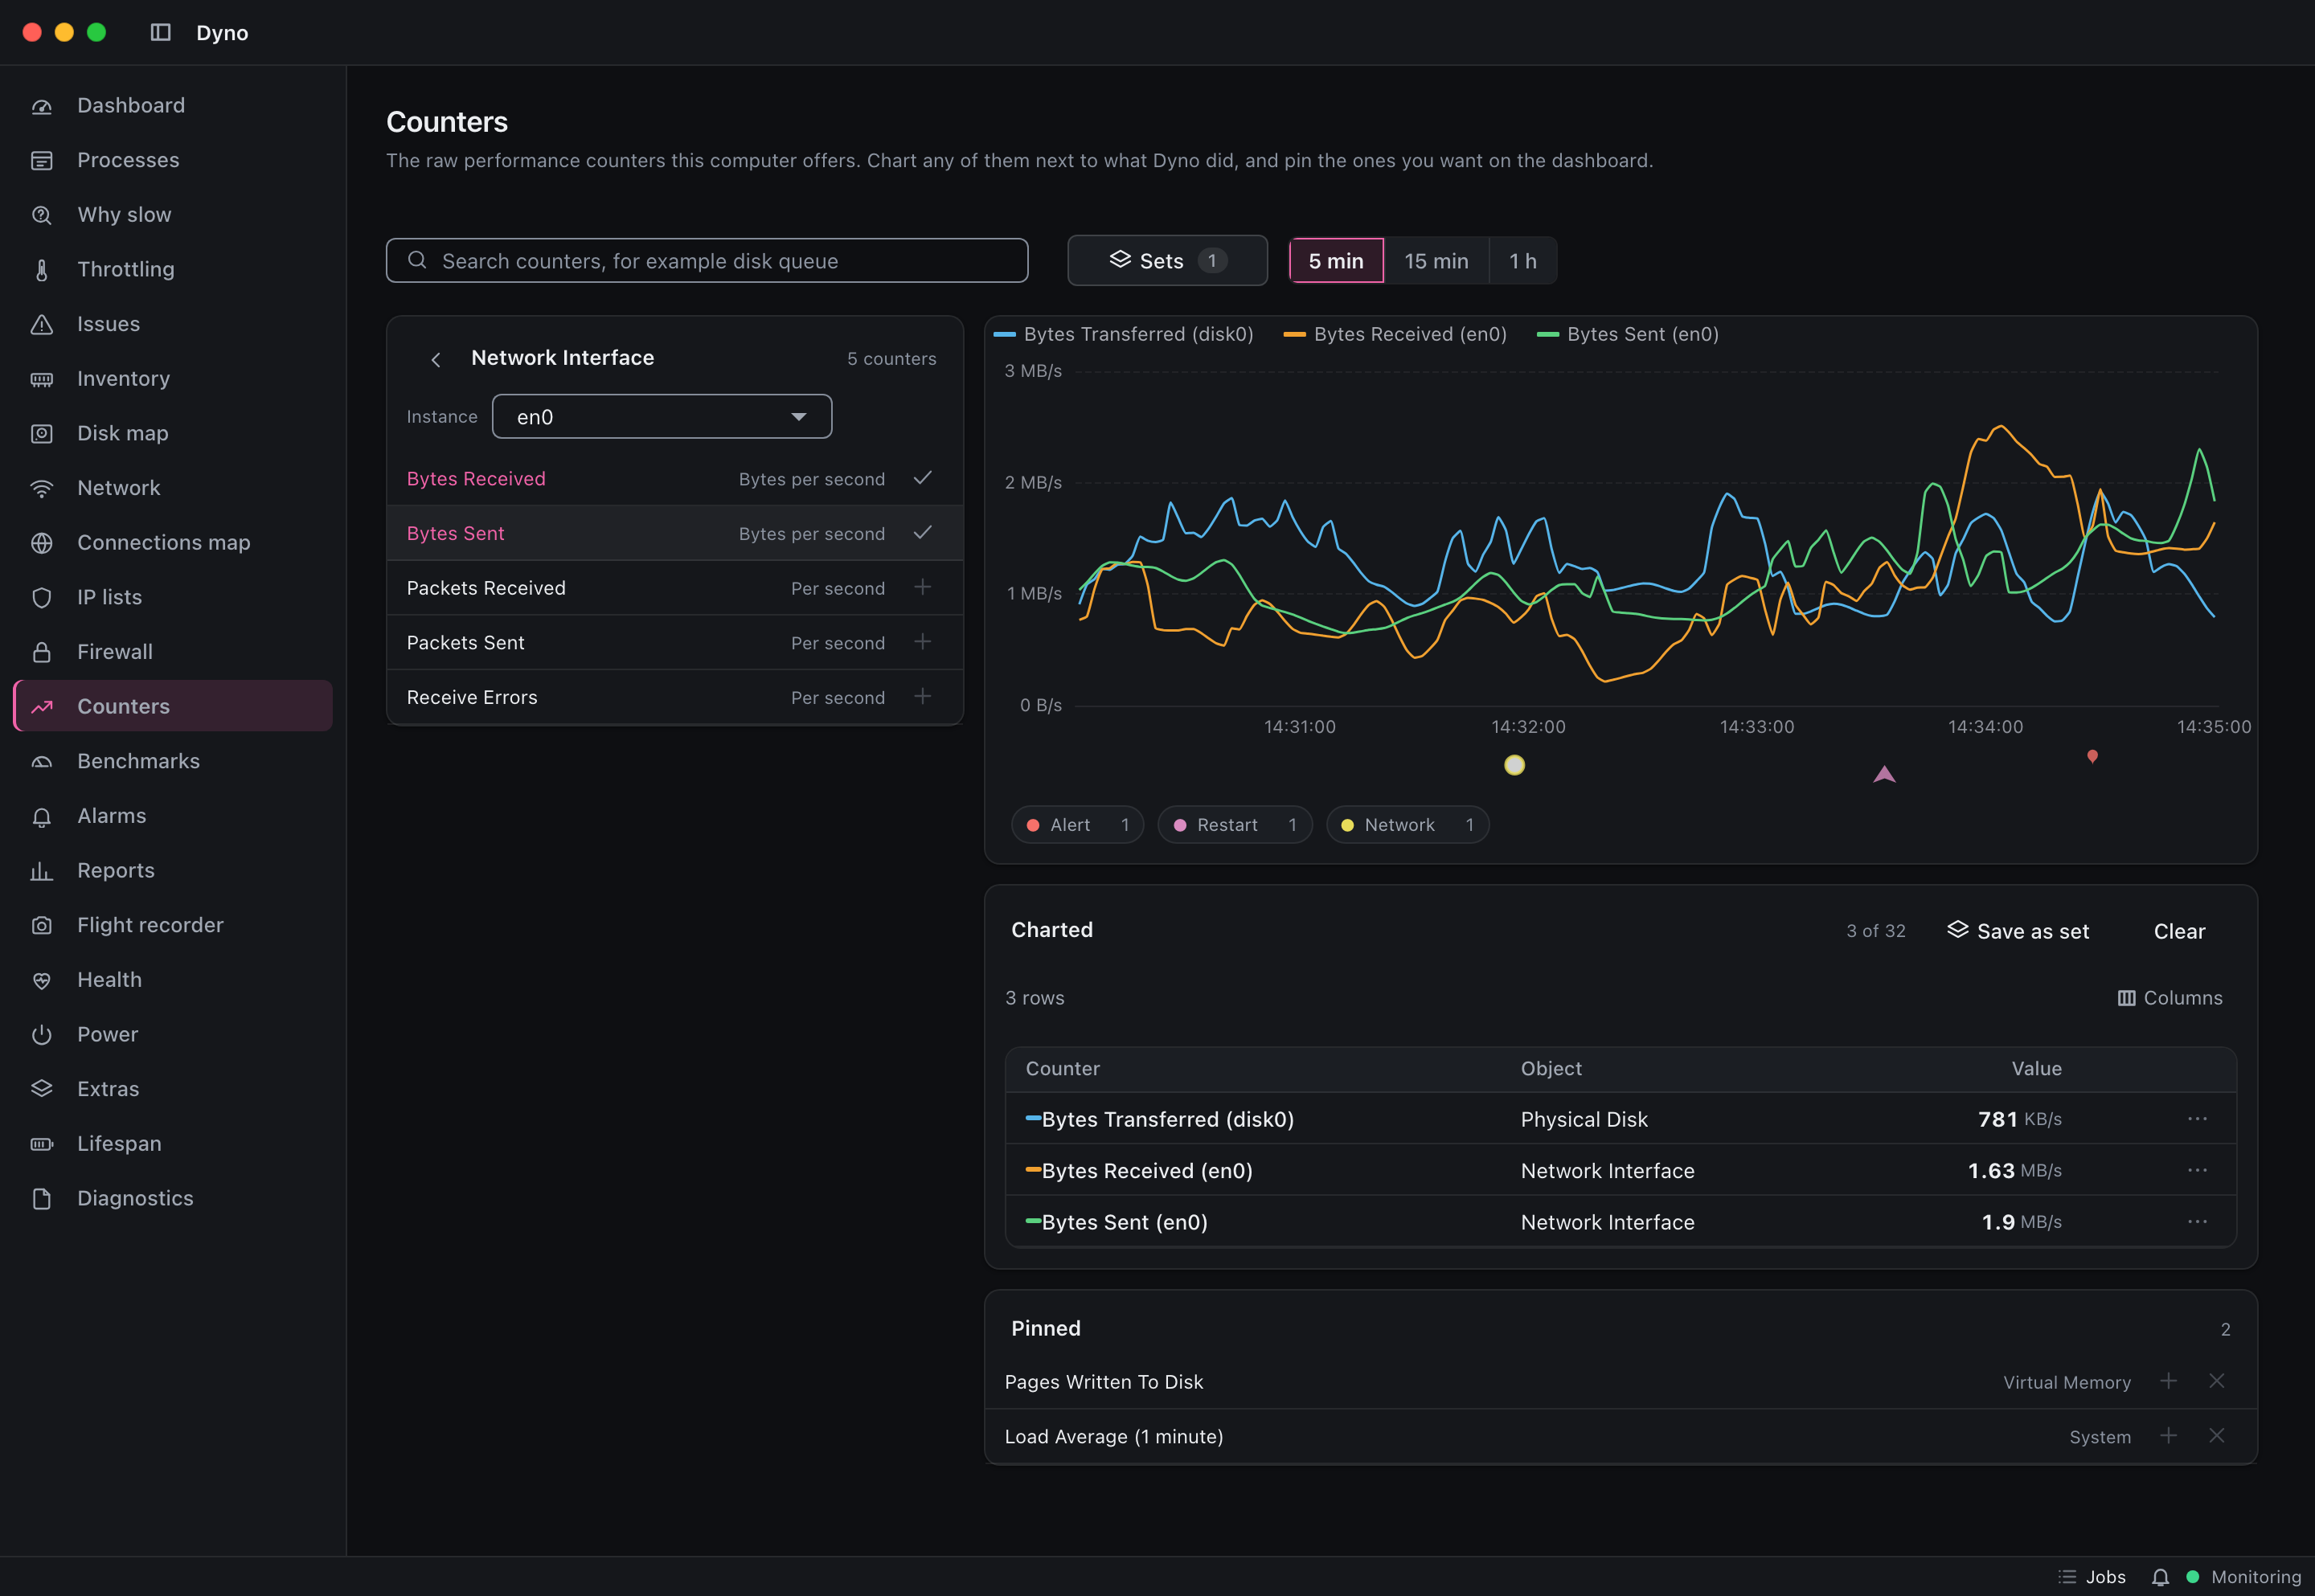 Dyno
Dashboard
Processes
Why slow
Throttling
Issues
Inventory
Disk map
Network
Connections map
IP lists
Firewall
Counters
Benchmarks
Alarms
Reports
Flight recorder
Health
Power
Extras
Lifespan
Diagnostics
Counters
The raw performance counters this computer offers. Chart any of them next to what Dyno did, and pin the ones you want on the dashboard.
Search counters, for example disk queue
Sets 1
5 min 15 min 1 h
Network Interface 5 counters
Instance en0
Bytes Received Bytes per second
Bytes Sent Bytes per second
Packets Received Per second
Packets Sent Per second
Receive Errors Per second
Bytes Transferred (disk0) Bytes Received (en0) Bytes Sent (en0)
3 MB/s
2 MB/s
1 MB/s
0 B/s
14:31:00 14:32:00 14:33:00 14:34:00 14:35:00
Alert 1 Restart 1 Network 1
Charted 3 of 32 Save as set Clear
3 rows Columns
Counter Object Value
Bytes Transferred (disk0) Physical Disk 781 KB/s
Bytes Received (en0) Network Interface 1.63 MB/s
Bytes Sent (en0) Network Interface 1.9 MB/s
Pinned 2
Pages Written To Disk Virtual Memory
Load Average (1 minute) System
Jobs Monitoring